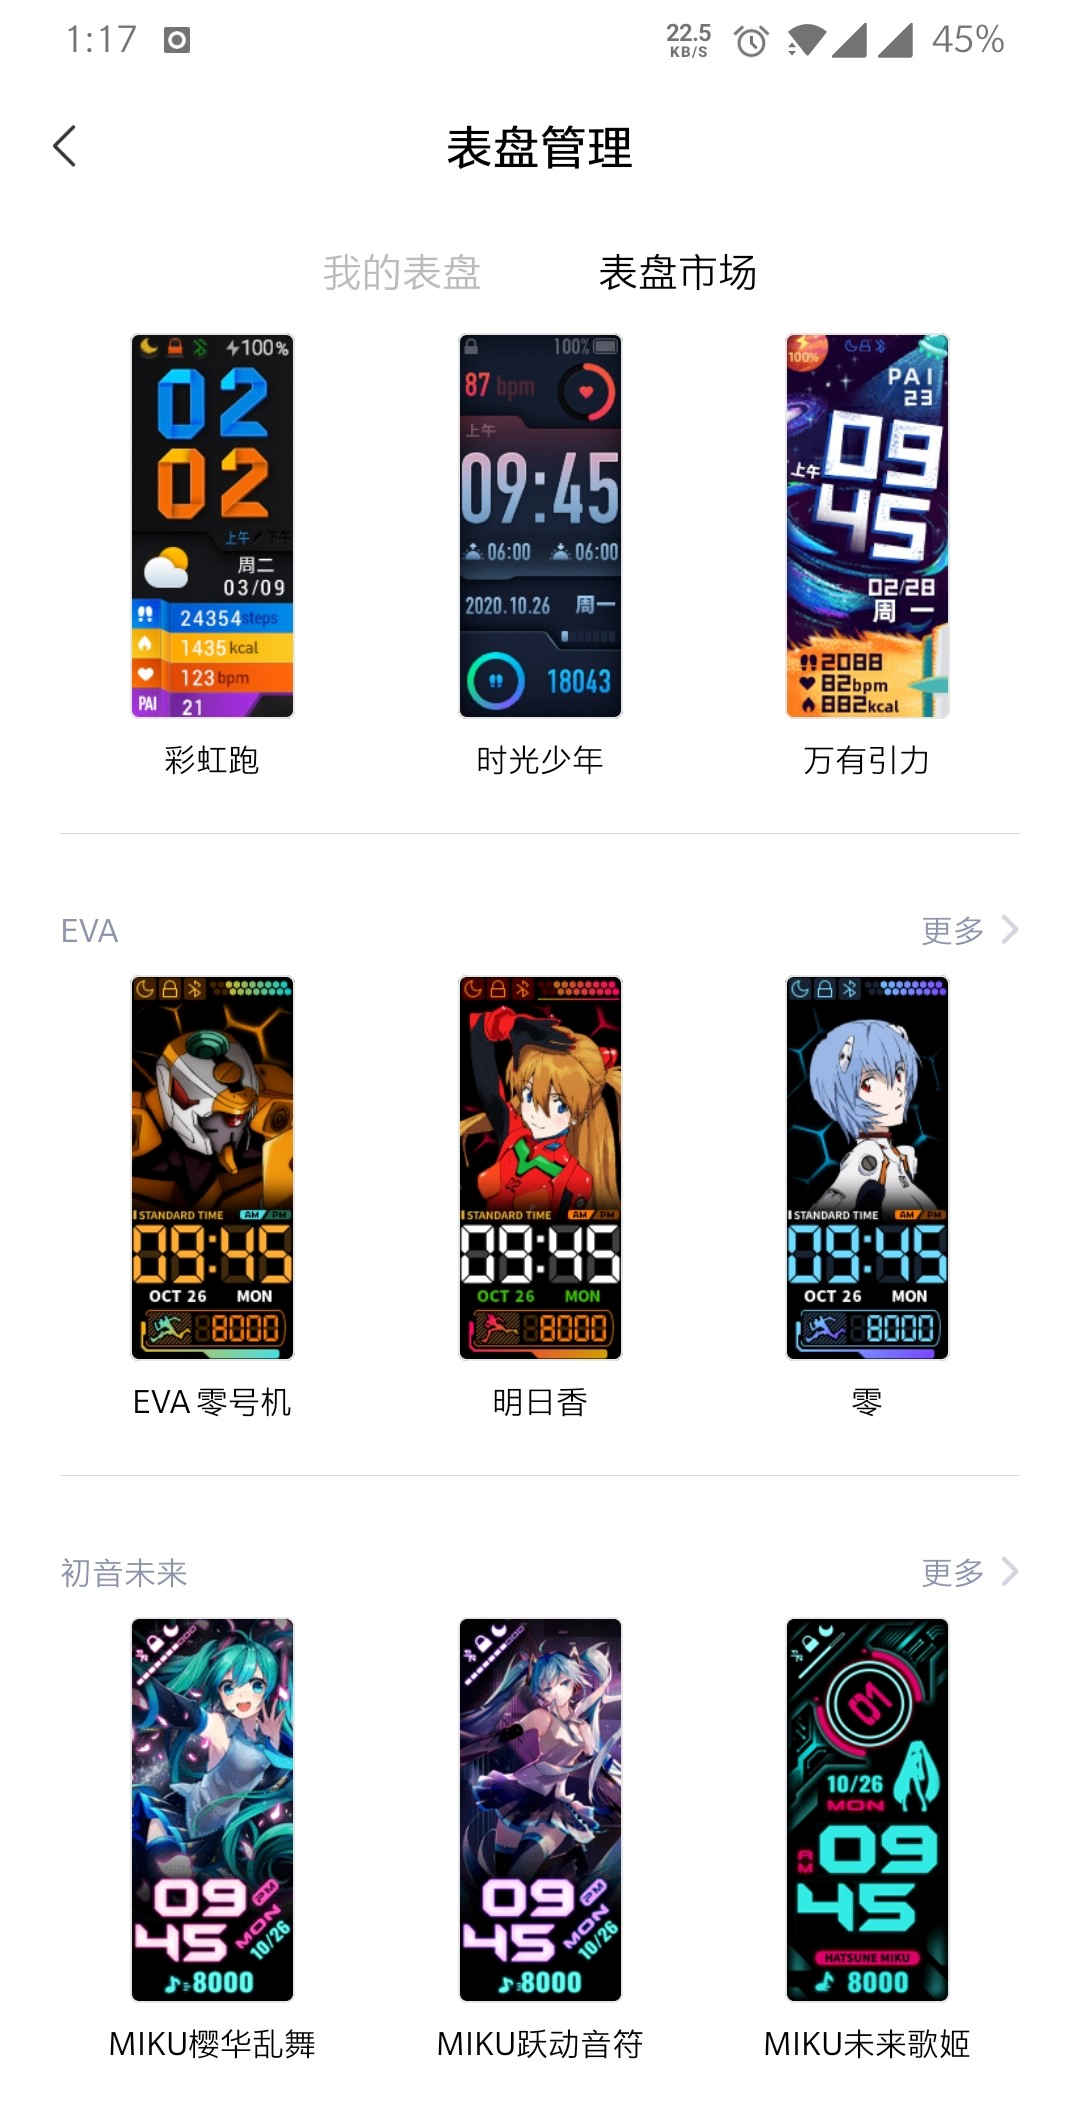 1:17 22.5 KB/S 45%
表盘管理
我的表盘 表盘市场
100%
02
02
上午/下午
周二
03/09
24354steps
1435kcal
123bpm
PAI 21
100%
87 bpm
上午
09:45
06:00 06:00
2020.10.26 周一
18043
100%
PAI
23
上午
09
45
02/28
周一
2088
82bpm
882kcal
彩虹跑 时光少年 万有引力
EVA 更多
STANDARD TIME AM PM
09:45
OCT 26 MON
8000
STANDARD TIME AM PM
09:45
OCT 26 MON
8000
STANDARD TIME AM PM
09:45
OCT 26 MON
8000
EVA 零号机 明日香 零
初音未来 更多
09 PM
45 MON
10/26
8000
09 PM
45 MON
10/26
8000
01
10/26
MON
AM 09
45
HATSUNE MIKU
8000
MIKU樱华乱舞 MIKU跃动音符 MIKU未来歌姬